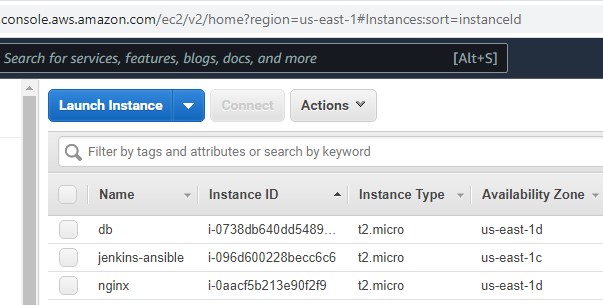 console.aws.amazon.com/ec2/v2/home?region=us-east-1#Instances:sort=instanceId
Search for services, features, blogs, docs, and more [Alt+S]
Launch Instance Connect Actions
Filter by tags and attributes or search by keyword
Name Instance ID Instance Type Availability Zone
db i-0738db640dd5489... t2.micro us-east-1d
jenkins-ansible i-096d600228becc6c6 t2.micro us-east-1c
nginx i-0aacf5b213e90f2f9 t2.micro us-east-1d